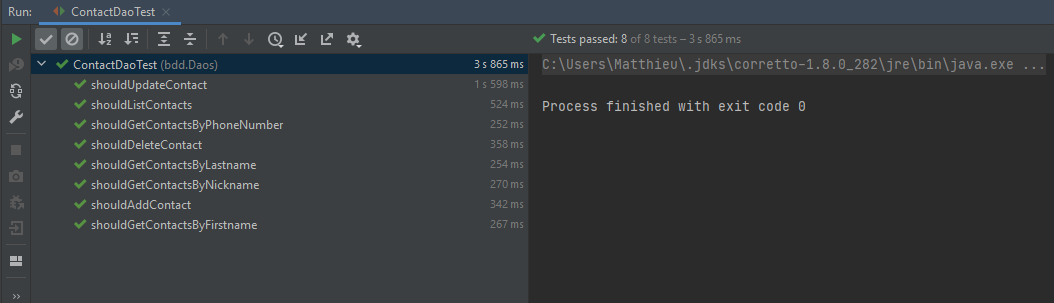 Run: ContactDaoTest ×
Tests passed: 8 of 8 tests – 3 s 865 ms
ContactDaoTest (bdd.Daos) 3 s 865 ms
shouldUpdateContact 1 s 598 ms
shouldListContacts 524 ms
shouldGetContactsByPhoneNumber 252 ms
shouldDeleteContact 358 ms
shouldGetContactsByLastname 254 ms
shouldGetContactsByNickname 270 ms
shouldAddContact 342 ms
shouldGetContactsByFirstname 267 ms
C:\Users\Matthieu\.jdks\corretto-1.8.0_282\jre\bin\java.exe ...
Process finished with exit code 0